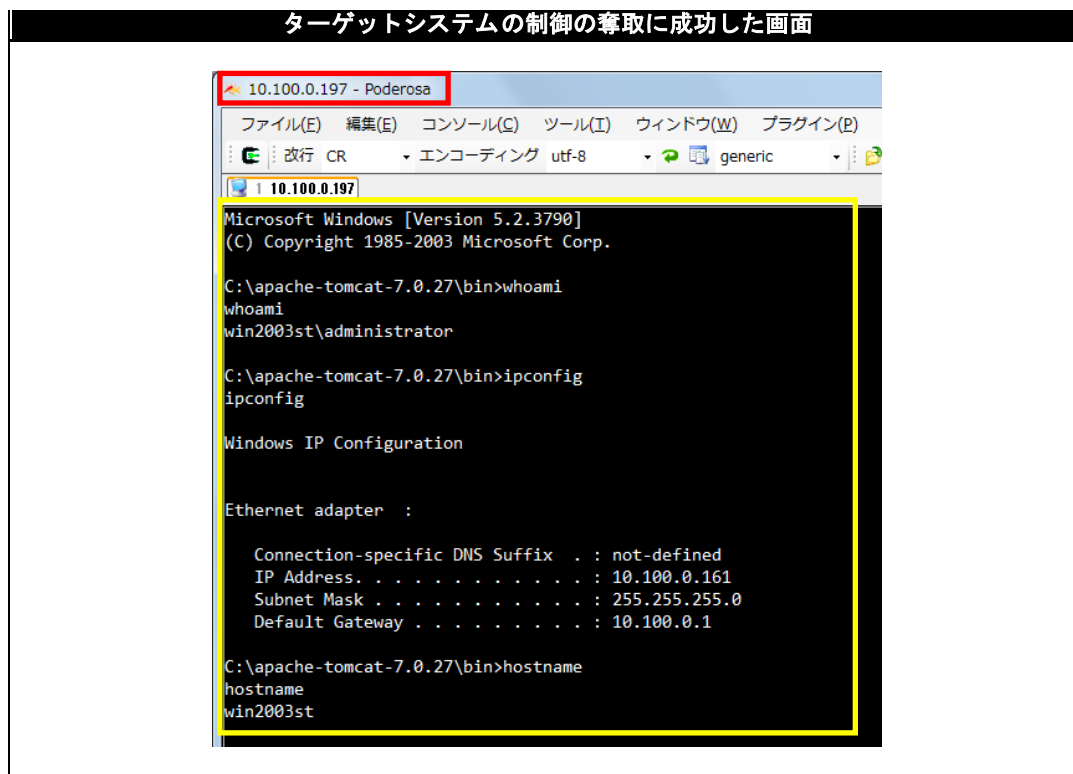 ターゲットシステムの制御の奪取に成功した画面
10.100.0.197 - Poderosa
ファイル(F) 編集(E) コンソール(C) ツール(T) ウィンドウ(W) プラグイン(P)
改行 CR エンコーディング utf-8 generic
1 10.100.0.197
Microsoft Windows [Version 5.2.3790]
(C) Copyright 1985-2003 Microsoft Corp.
C:\apache-tomcat-7.0.27\bin>whoami
whoami
win2003st\administrator
C:\apache-tomcat-7.0.27\bin>ipconfig
ipconfig
Windows IP Configuration
Ethernet adapter :
Connection-specific DNS Suffix . : not-defined
IP Address. . . . . . . . . . . . : 10.100.0.161
Subnet Mask . . . . . . . . . . . : 255.255.255.0
Default Gateway . . . . . . . . . : 10.100.0.1
C:\apache-tomcat-7.0.27\bin>hostname
hostname
win2003st